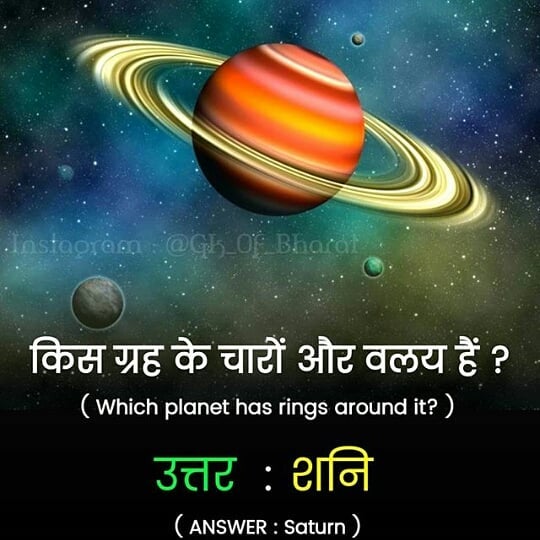 Instagram : @Gk_Of_Bharat
किस ग्रह के चारों और वलय हैं ?
( Which planet has rings around it? )
उत्तर : शनि
( ANSWER : Saturn )